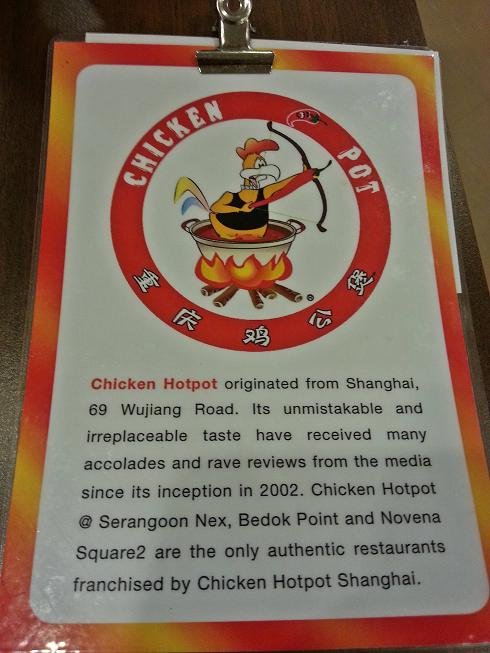 CHICKEN POT
重庆鸡公煲
®
Chicken Hotpot originated from Shanghai,
69 Wujiang Road. Its unmistakable and
irreplaceable taste have received many
accolades and rave reviews from the media
since its inception in 2002. Chicken Hotpot
@ Serangoon Nex, Bedok Point and Novena
Square2 are the only authentic restaurants
franchised by Chicken Hotpot Shanghai.